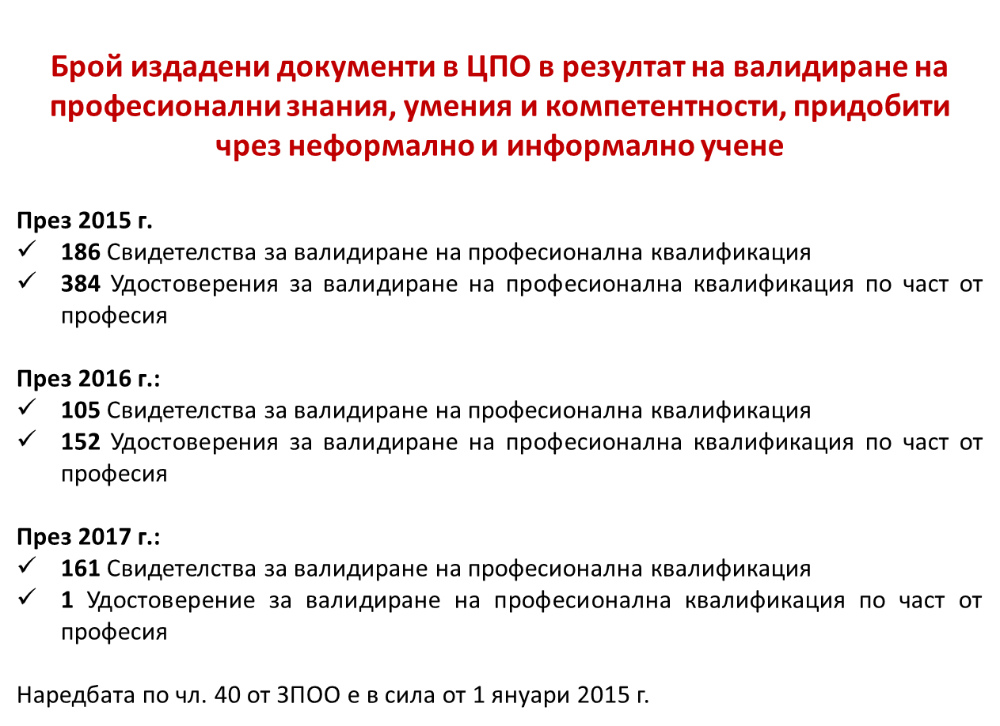 Брой издадени документи в ЦПО в резултат на валидиране на
професионални знания, умения и компетентности, придобити
чрез неформално и информално учене
През 2015 г.
✓ 186 Свидетелства за валидиране на професионална квалификация
✓ 384 Удостоверения за валидиране на професионална квалификация по част от
професия
През 2016 г.:
✓ 105 Свидетелства за валидиране на професионална квалификация
✓ 152 Удостоверения за валидиране на професионална квалификация по част от
професия
През 2017 г.:
✓ 161 Свидетелства за валидиране на професионална квалификация
✓ 1 Удостоверение за валидиране на професионална квалификация по част от
професия
Наредбата по чл. 40 от ЗПОО е в сила от 1 януари 2015 г.